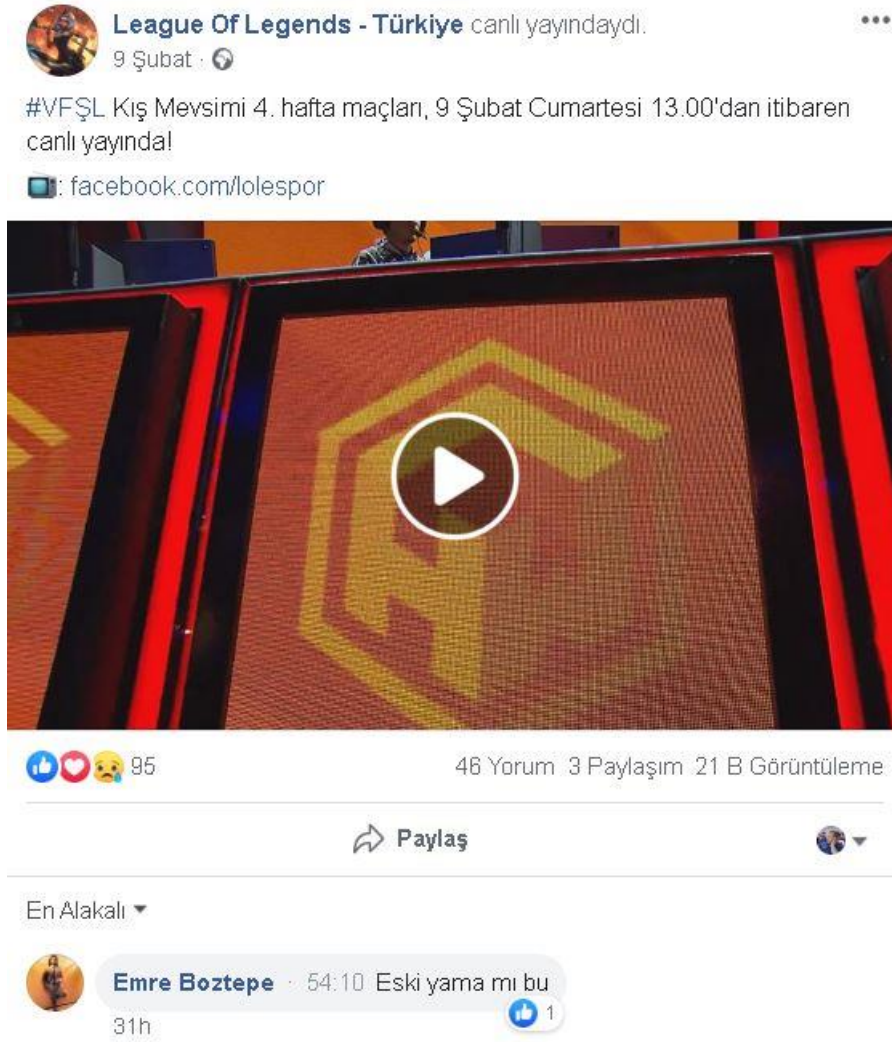 League Of Legends - Türkiye canlı yayındaydı.
9 Şubat ·
#VFŞL Kış Mevsimi 4. hafta maçları, 9 Şubat Cumartesi 13.00'dan itibaren
canlı yayında!
: facebook.com/lolespor
95
46 Yorum 3 Paylaşım 21 B Görüntüleme
Paylaş
En Alakalı
Emre Boztepe · 54:10 Eski yama mı bu
1
31h